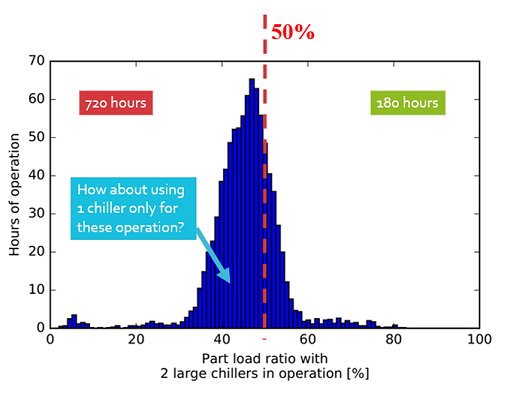 50%
70
60
50
40
30
20
10
0
Hours of operation
720 hours
180 hours
How about using
1 chiller only for
these operation?
0 20 40 60 80 100
Part load ratio with
2 large chillers in operation [%]